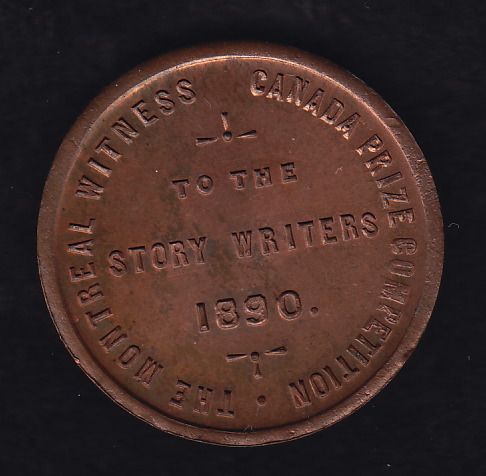 THE MONTREAL WITNESS CANADA PRIZE COMPETITION •
TO THE
STORY WRITERS
1890.